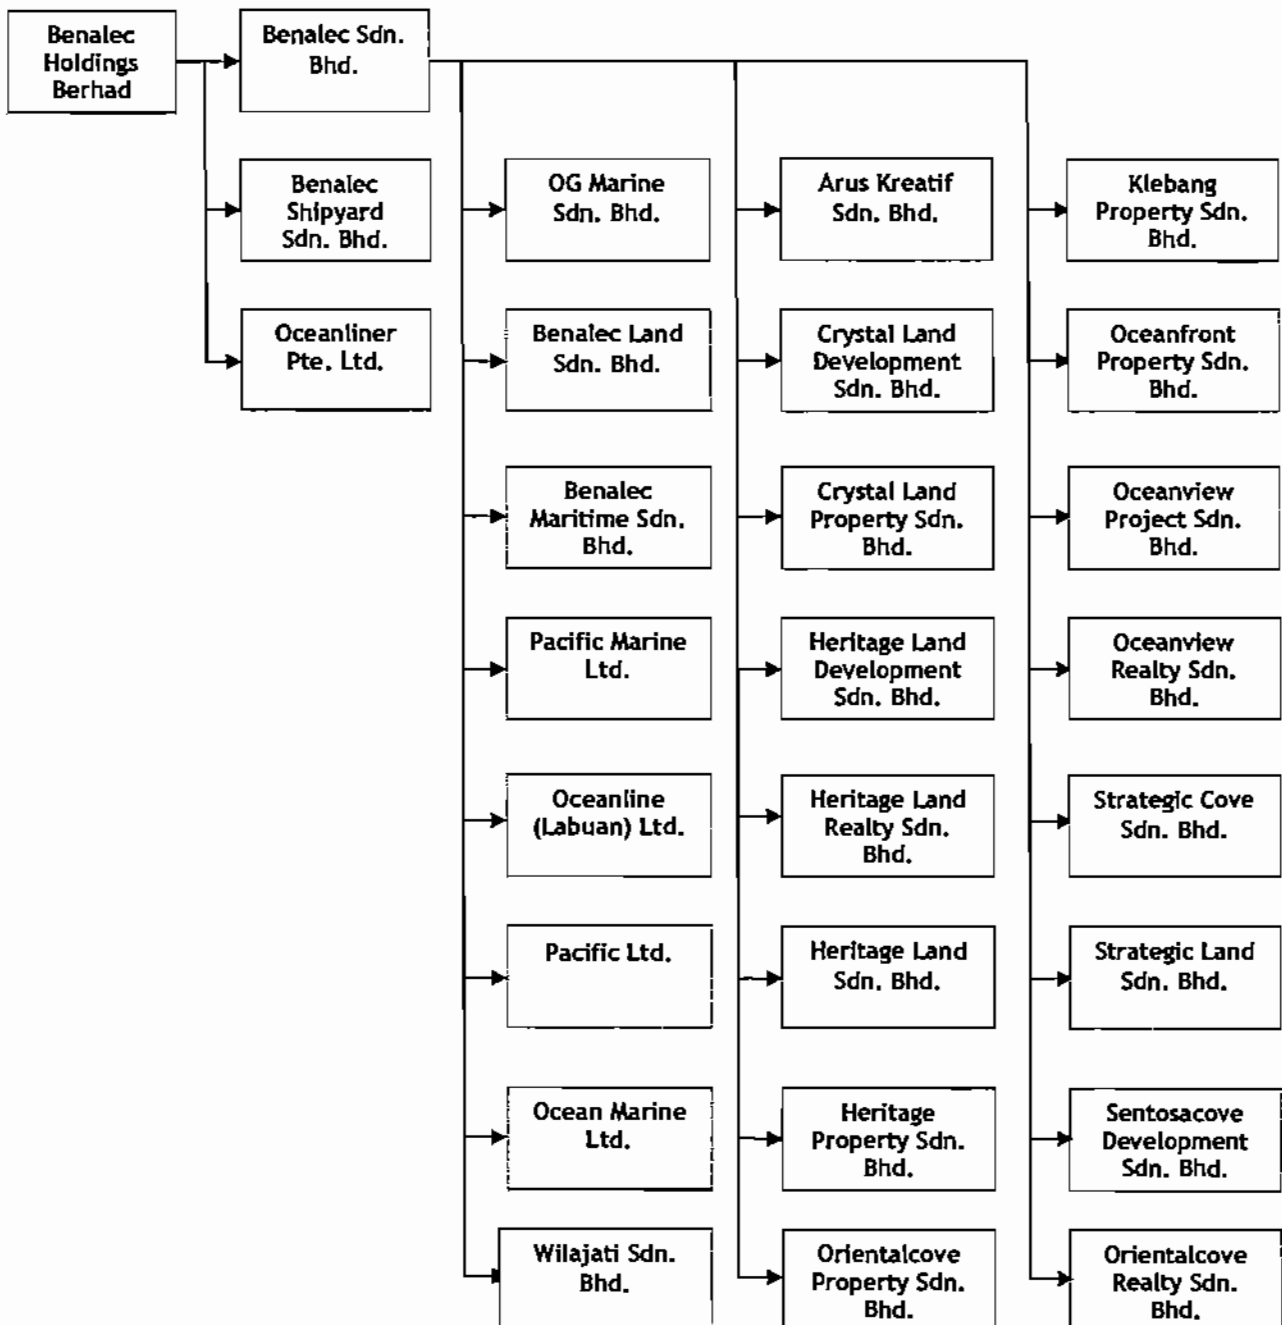 Benalec
Holdings
Berhad
Benalec Sdn.
Bhd.
Benalec
Shipyard
Sdn. Bhd.
Oceanliner
Pte. Ltd.
OG Marine
Sdn. Bhd.
Benalec Land
Sdn. Bhd.
Benalec
Maritime Sdn.
Bhd.
Pacific Marine
Ltd.
Oceanline
(Labuan) Ltd.
Pacific Ltd.
Ocean Marine
Ltd.
Wilajati Sdn.
Bhd.
Arus Kreatif
Sdn. Bhd.
Crystal Land
Development
Sdn. Bhd.
Crystal Land
Property Sdn.
Bhd.
Heritage Land
Development
Sdn. Bhd.
Heritage Land
Realty Sdn.
Bhd.
Heritage Land
Sdn. Bhd.
Heritage
Property Sdn.
Bhd.
Orientalcove
Property Sdn.
Bhd.
Klebang
Property Sdn.
Bhd.
Oceanfront
Property Sdn.
Bhd.
Oceanview
Project Sdn.
Bhd.
Oceanview
Realty Sdn.
Bhd.
Strategic Cove
Sdn. Bhd.
Strategic Land
Sdn. Bhd.
Sentosacove
Development
Sdn. Bhd.
Orientalcove
Realty Sdn.
Bhd.